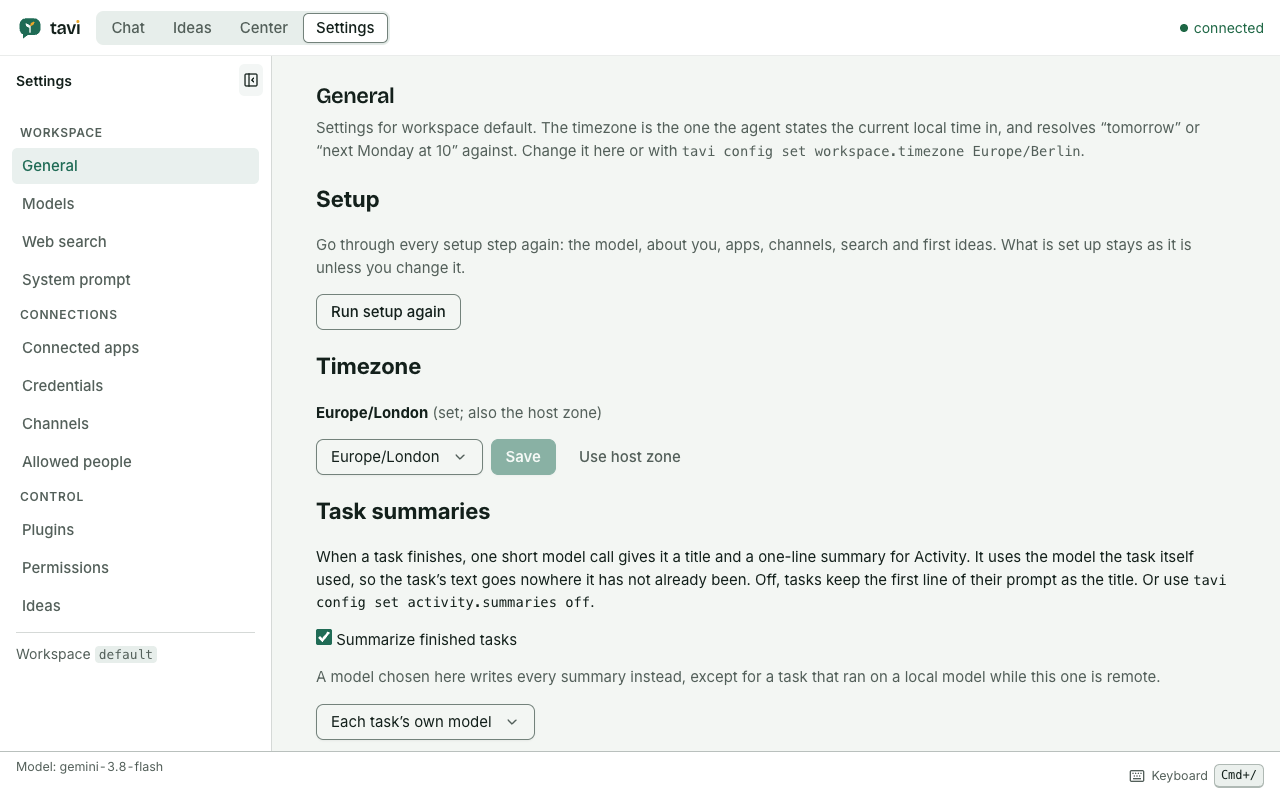 tavi
Chat
Ideas
Center
Settings
connected
Settings
WORKSPACE
General
Models
Web search
System prompt
CONNECTIONS
Connected apps
Credentials
Channels
Allowed people
CONTROL
Plugins
Permissions
Ideas
Workspace default
General
Settings for workspace default. The timezone is the one the agent states the current local time in, and resolves “tomorrow” or
“next Monday at 10” against. Change it here or with tavi config set workspace.timezone Europe/Berlin.
Setup
Go through every setup step again: the model, about you, apps, channels, search and first ideas. What is set up stays as it is
unless you change it.
Run setup again
Timezone
Europe/London (set; also the host zone)
Europe/London
Save
Use host zone
Task summaries
When a task finishes, one short model call gives it a title and a one-line summary for Activity. It uses the model the task itself
used, so the task’s text goes nowhere it has not already been. Off, tasks keep the first line of their prompt as the title. Or use tavi
config set activity.summaries off.
Summarize finished tasks
A model chosen here writes every summary instead, except for a task that ran on a local model while this one is remote.
Each task’s own model
Model: gemini-3.8-flash
Keyboard Cmd+/